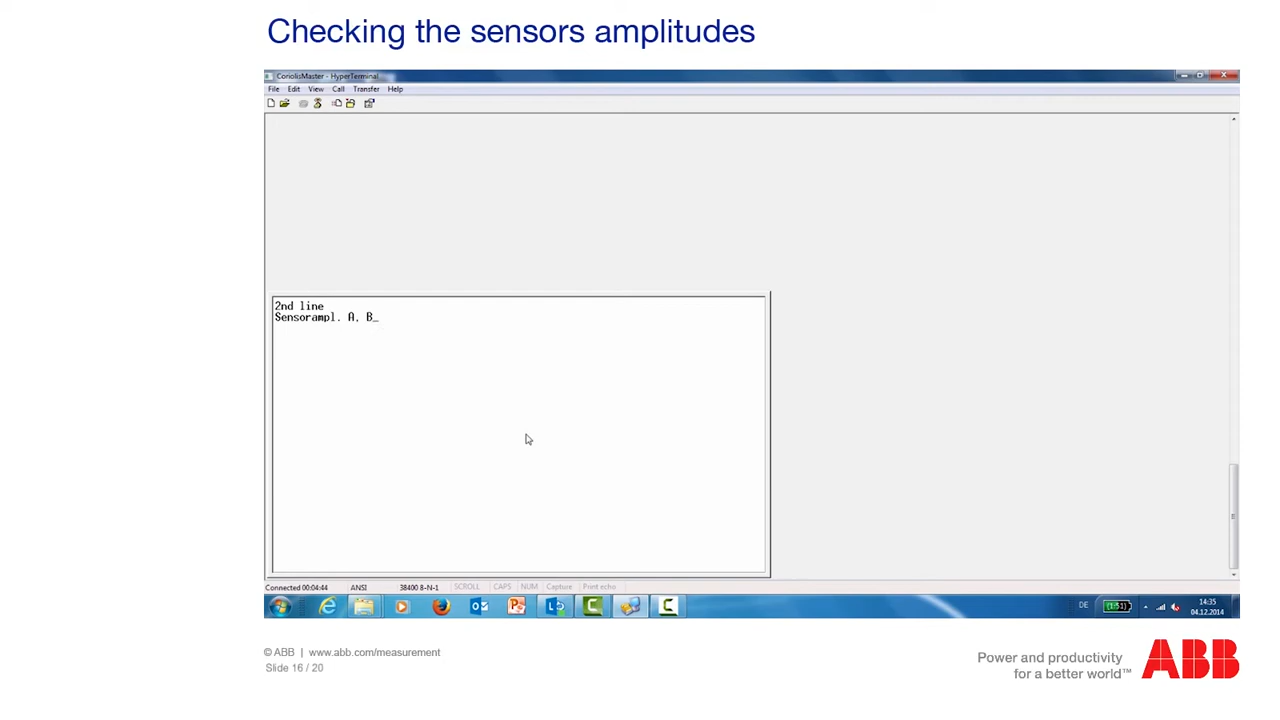 Checking the sensors amplitudes
CoriolisMaster - HyperTerminal
File Edit View Call Transfer Help
2nd line
Sensorampl. A, B_
Connected 00:04:44 ANSI 38400 8-N-1 SCROLL CAPS NUM Capture Print echo
DE (1:51) 14:35
04.12.2014
© ABB | www.abb.com/measurement
Slide 16 / 20
Power and productivity
for a better world™
ABB